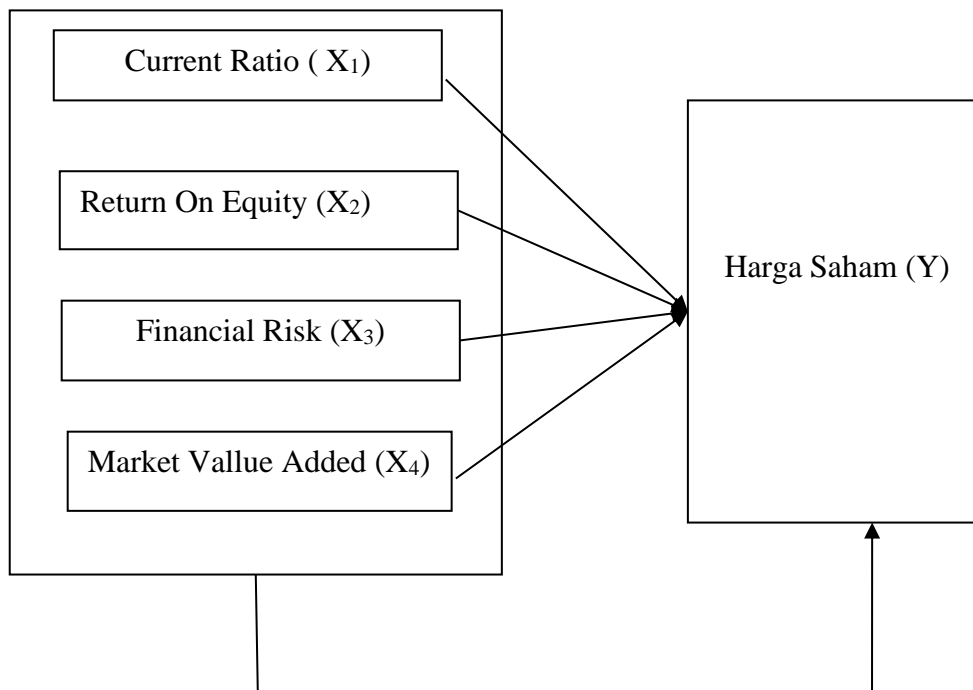 Current Ratio ( X₁)
Return On Equity (X₂)
Harga Saham (Y)
Financial Risk (X₃)
Market Vallue Added (X₄)